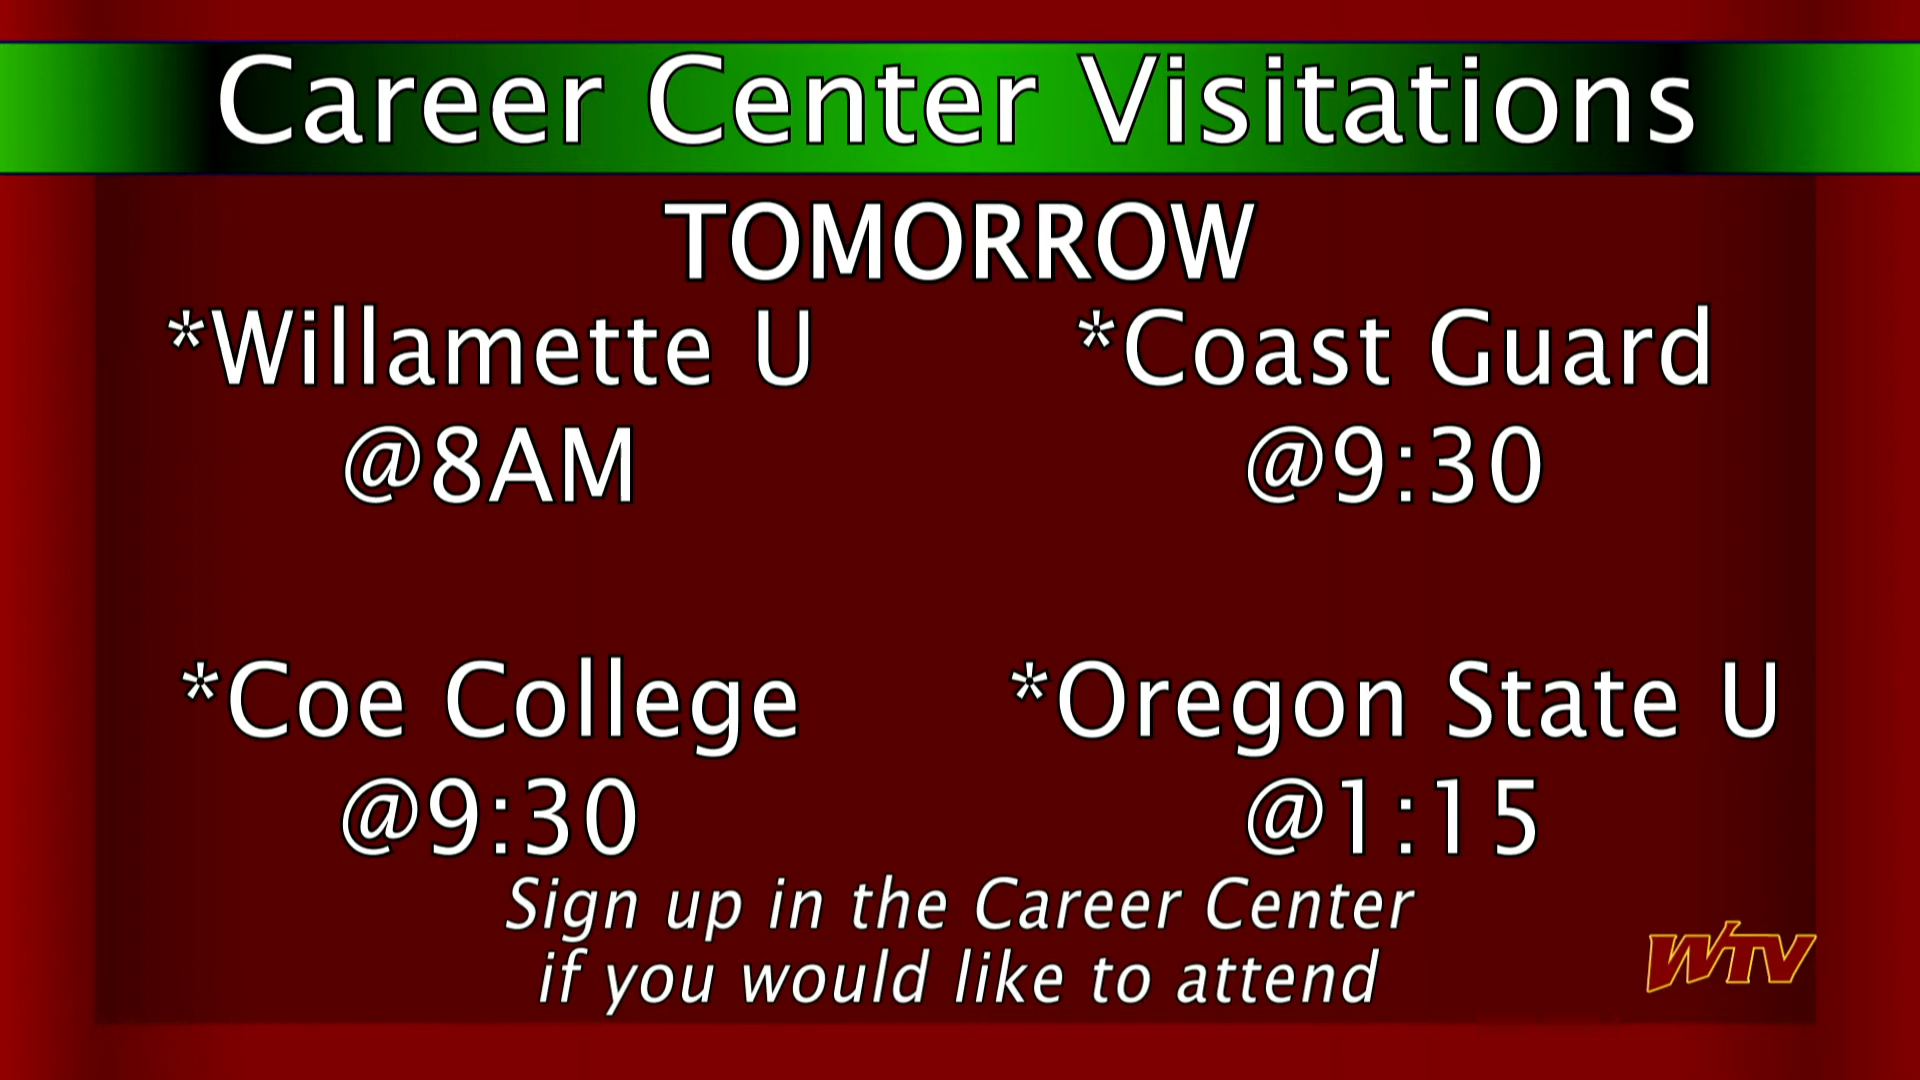 Career Center Visitations
TOMORROW
*Willamette U
@8AM
*Coast Guard
@9:30
*Coe College
@9:30
*Oregon State U
@1:15
Sign up in the Career Center
if you would like to attend
WTV